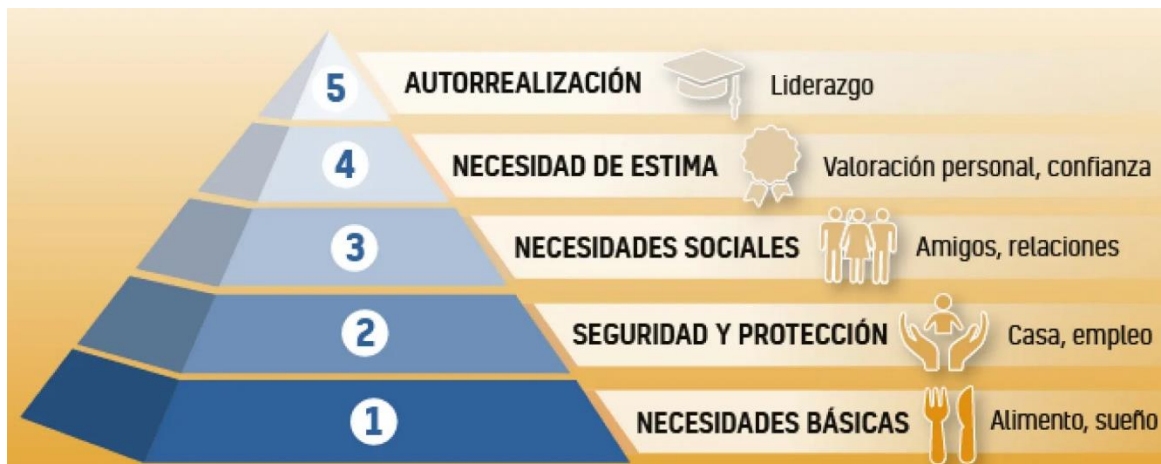 5 AUTORREALIZACIÓN Liderazgo
4 NECESIDAD DE ESTIMA Valoración personal, confianza
3 NECESIDADES SOCIALES Amigos, relaciones
2 SEGURIDAD Y PROTECCIÓN Casa, empleo
1 NECESIDADES BÁSICAS Alimento, sueño